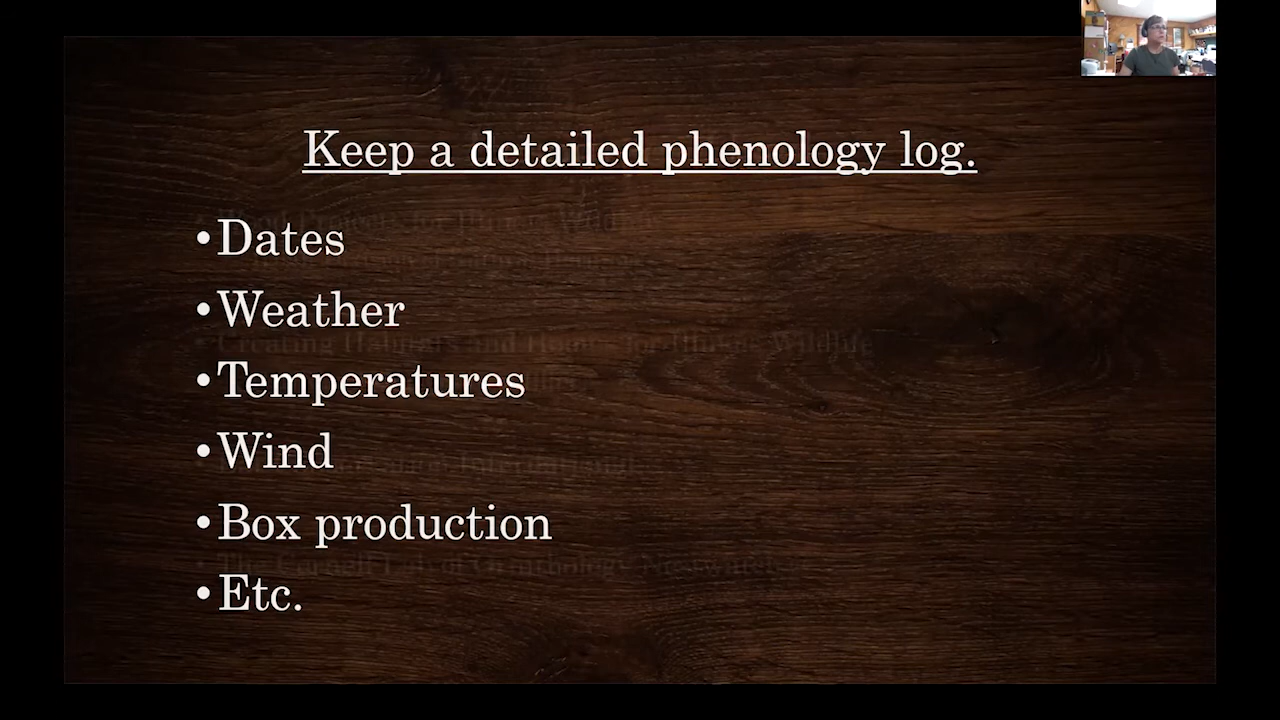 Keep a detailed phenology log.
•Dates
•Weather
•Temperatures
•Wind
•Box production
•Etc.